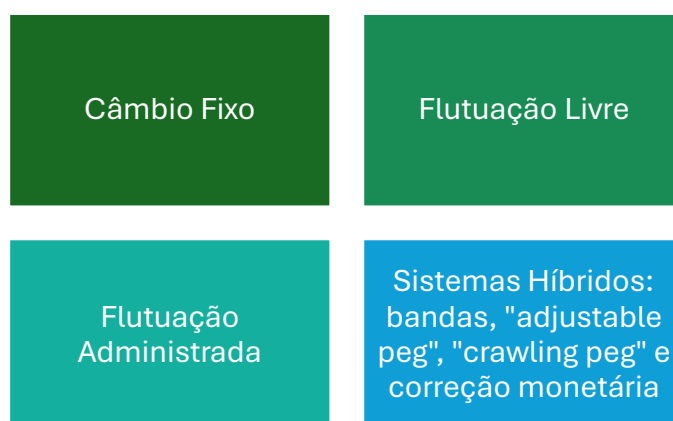 Câmbio Fixo
Flutuação Livre
Flutuação
Administrada
Sistemas Híbridos:
bandas, "adjustable
peg", "crawling peg" e
correção monetária